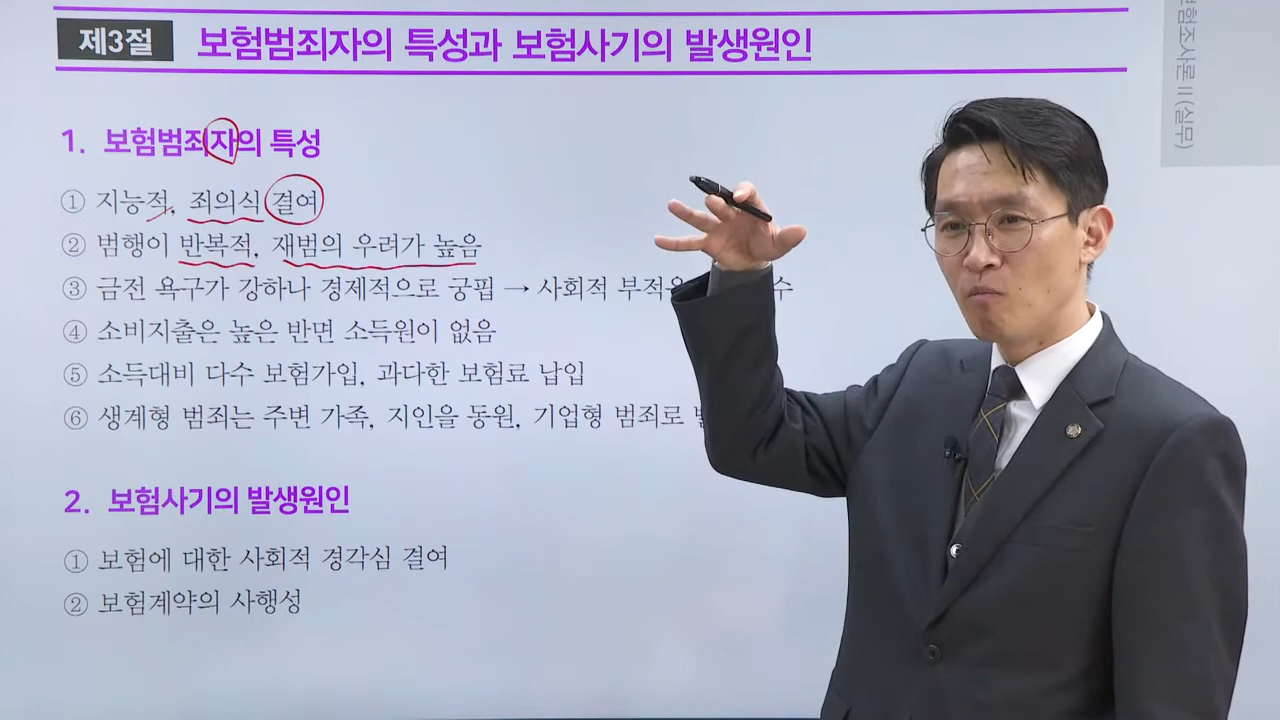 제3절 보험범죄자의 특성과 보험사기의 발생원인
1. 보험범죄자의 특성
① 지능적, 죄의식 결여
② 범행이 반복적, 재범의 우려가 높음
③ 금전 욕구가 강하나 경제적으로 궁핍 → 사회적 수
④ 소비지출은 높은 반면 소득원이 없음
⑤ 소득대비 다수 보험가입, 과다한 보험료 납입
⑥ 생계형 범죄는 주변 가족, 지인을 동원, 기업형 범죄로
2. 보험사기의 발생원인
① 보험에 대한 사회적 경각심 결여
② 보험계약의 사행성
험조사론 II (실무)